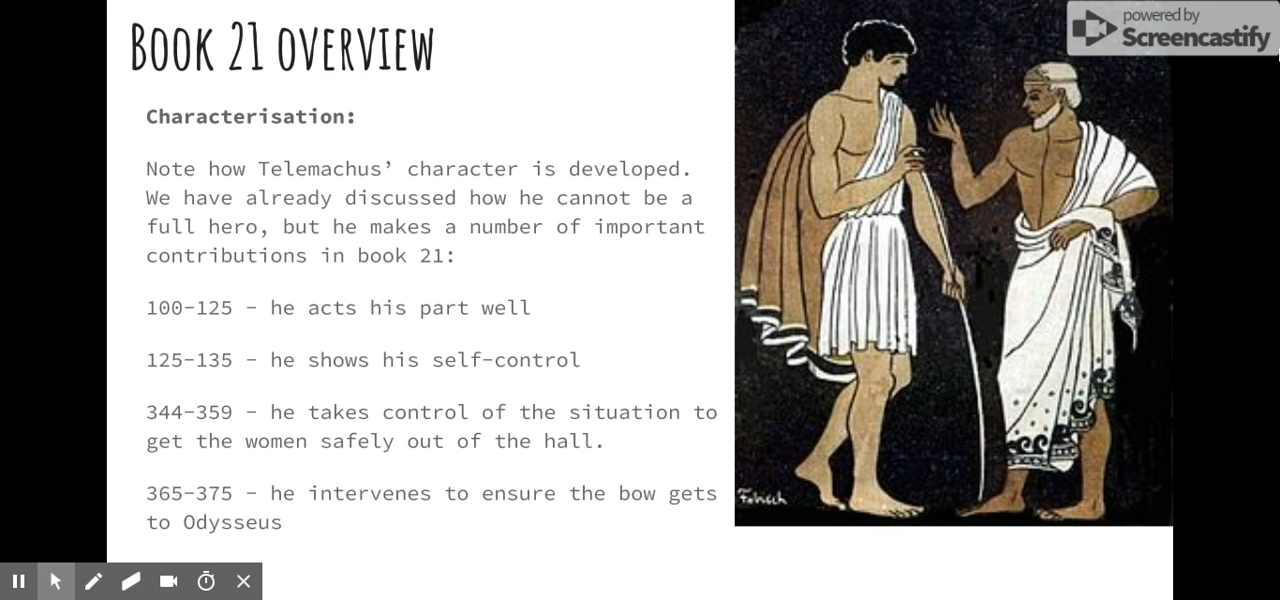 Book 21 overview
powered by
Screencastify
Characterisation:
Note how Telemachus’ character is developed.
We have already discussed how he cannot be a
full hero, but he makes a number of important
contributions in book 21:
100-125 - he acts his part well
125-135 - he shows his self-control
344-359 - he takes control of the situation to
get the women safely out of the hall.
365-375 - he intervenes to ensure the bow gets
to Odysseus